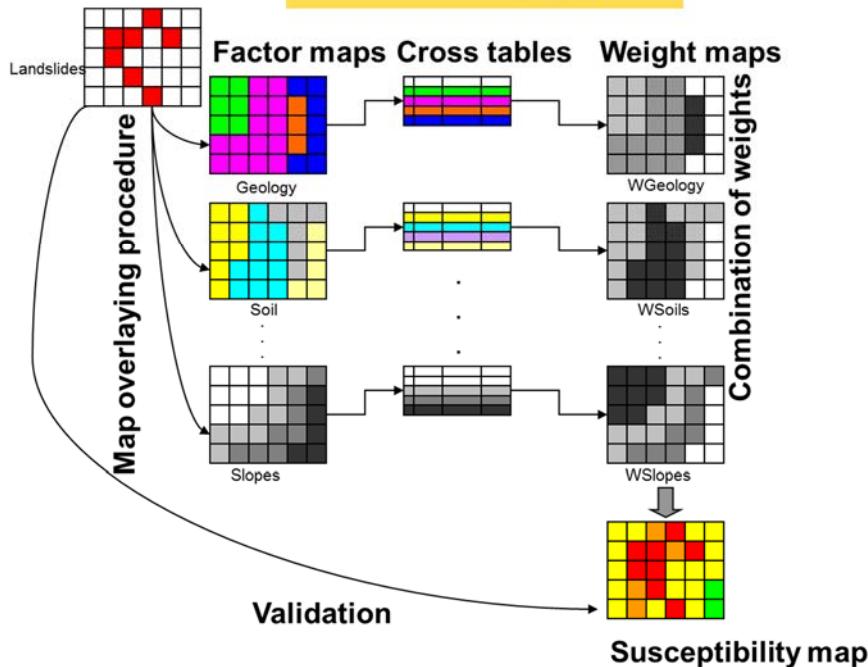 Landslides
Factor maps
Cross tables
Weight maps
Map overlaying procedure
Geology
WGeology
Soil
WSoils
Slopes
WSlopes
Combination of weights
Validation
Susceptibility map